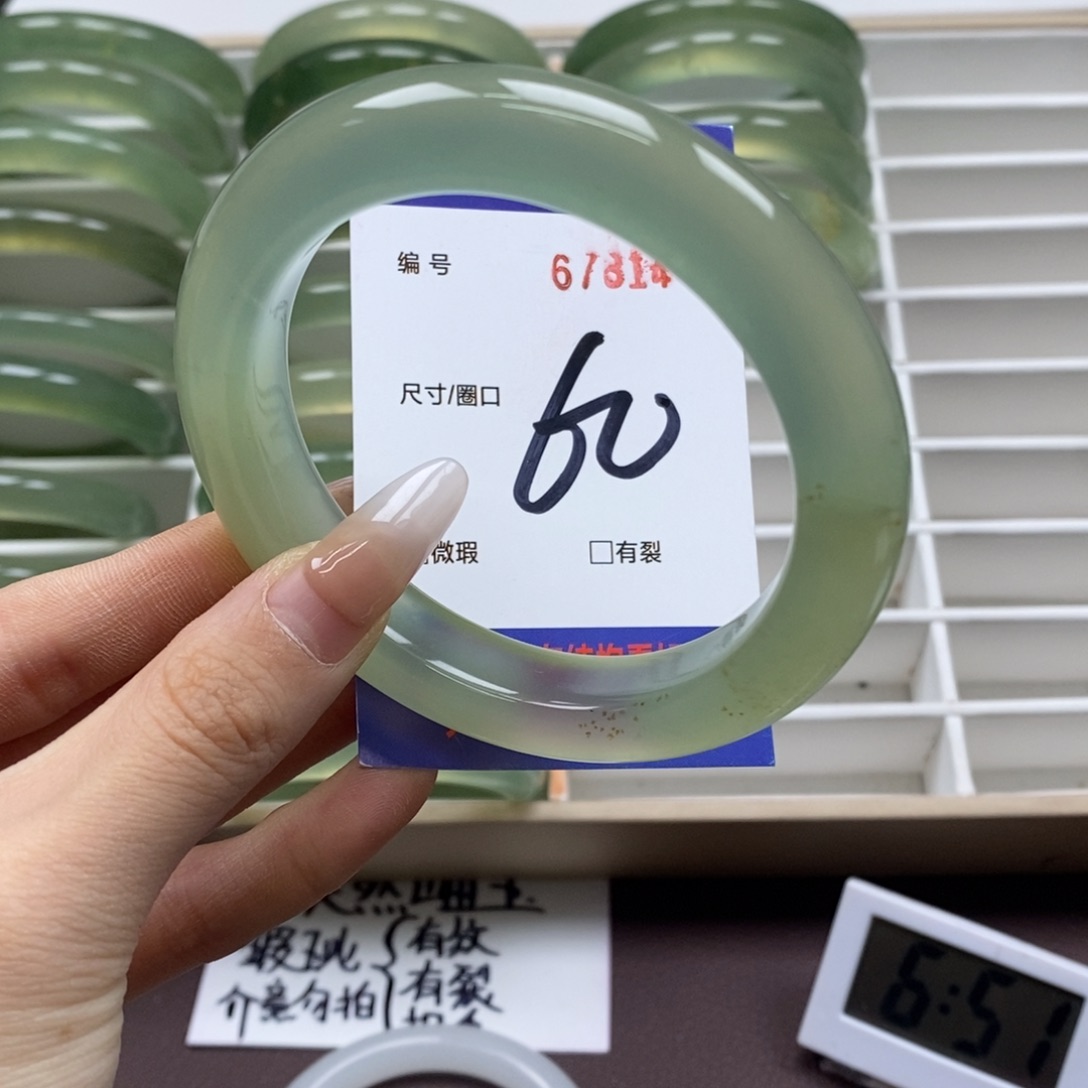 编号 67814
尺寸/圈口 60
微瑕 □有裂
瑕玼 有纹
介意勿拍 有裂
6:51